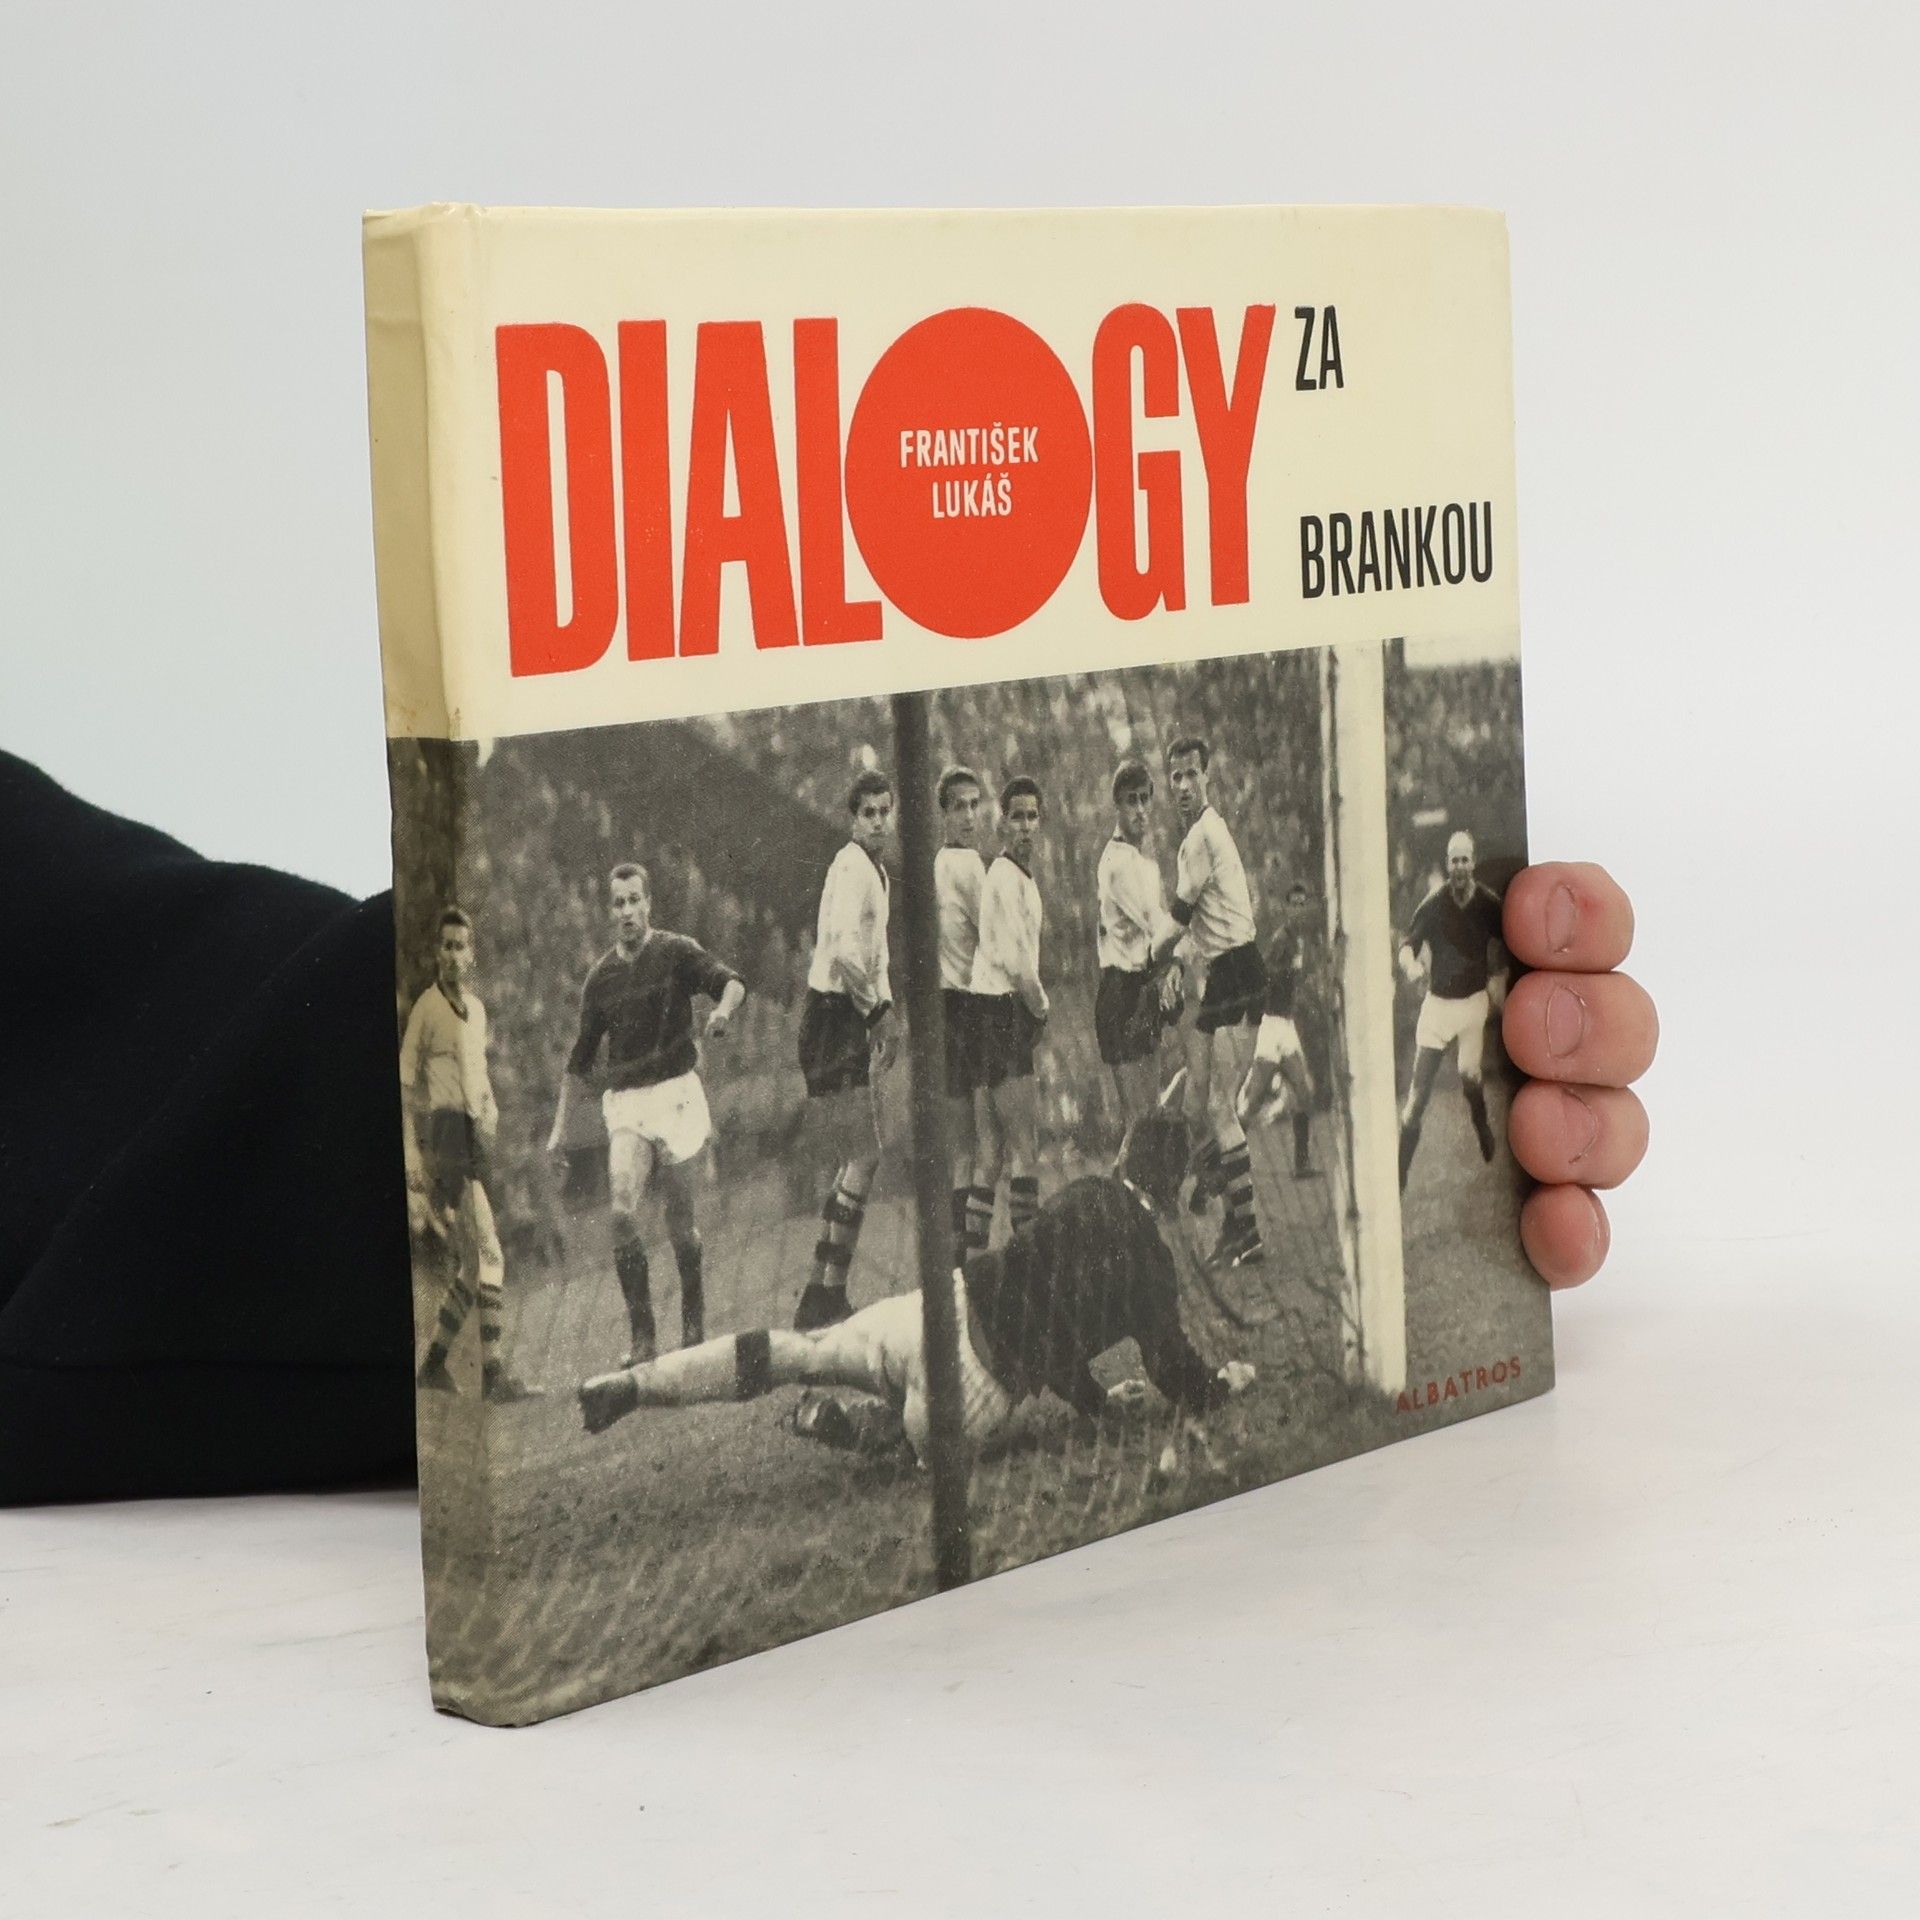 DIALOGY
ZA
BRANKOU
FRANTIŠEK
LUKÁŠ
ALBATROS